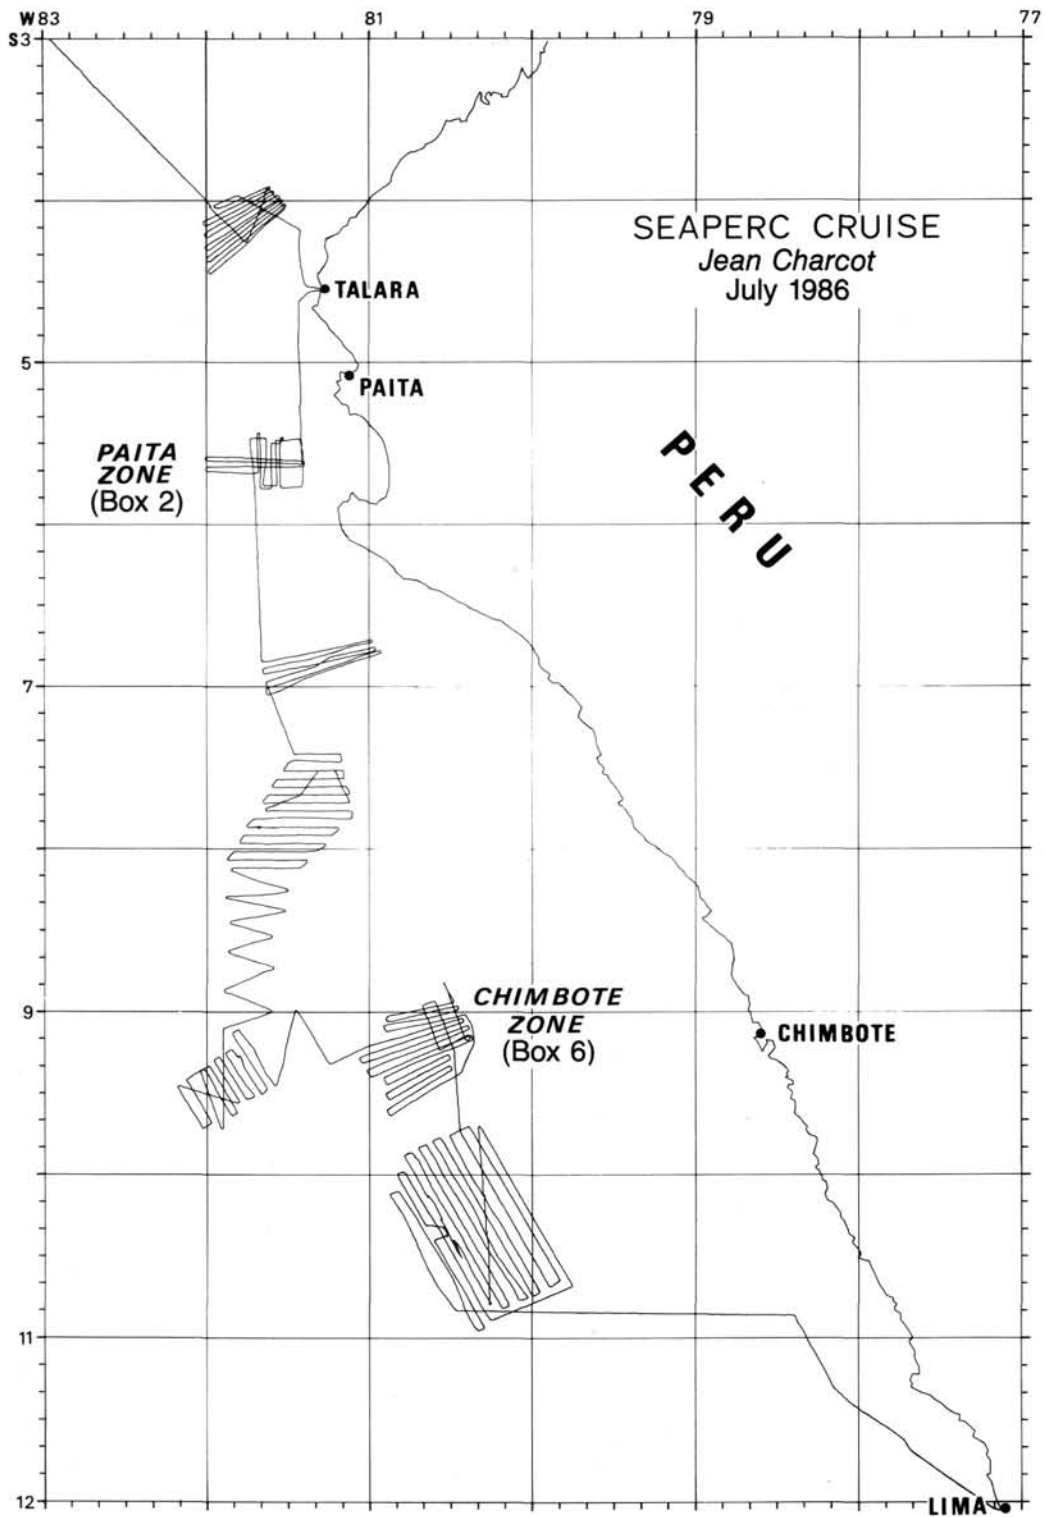 W 83 81 79 77
S3
SEAPERC CRUISE
Jean Charcot
July 1986
TALARA
5
PAITA
PAITA
ZONE
(Box 2)
PERU
7
9
CHIMBOTE
ZONE
(Box 6)
CHIMBOTE
11
12
LIMA